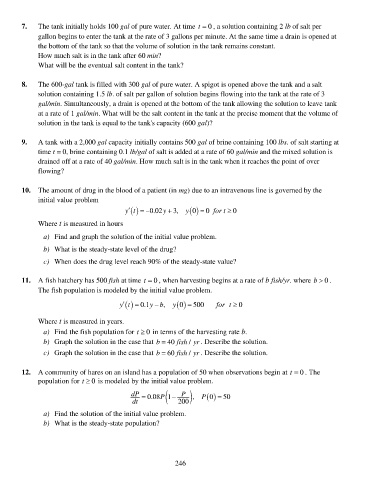 7. The tank initially holds 100 gal of pure water. At time t = 0, a solution containing 2 lb of salt per
gallon begins to enter the tank at the rate of 3 gallons per minute. At the same time a drain is opened at
the bottom of the tank so that the volume of solution in the tank remains constant.
How much salt is in the tank after 60 min?
What will be the eventual salt content in the tank?
8. The 600-gal tank is filled with 300 gal of pure water. A spigot is opened above the tank and a salt
solution containing 1.5 lb. of salt per gallon of solution begins flowing into the tank at the rate of 3
gal/min. Simultaneously, a drain is opened at the bottom of the tank allowing the solution to leave tank
at a rate of 1 gal/min. What will be the salt content in the tank at the precise moment that the volume of
solution in the tank is equal to the tank's capacity (600 gal)?
9. A tank with a 2,000 gal capacity initially contains 500 gal of brine containing 100 lbs. of salt starting at
time t = 0, brine containing 0.1 lb/gal of salt is added at a rate of 60 gal/min and the mixed solution is
drained off at a rate of 40 gal/min. How much salt is in the tank when it reaches the point of over
flowing?
10. The amount of drug in the blood of a patient (in mg) due to an intravenous line is governed by the
initial value problem
y′(t) = −0.02y + 3, y(0) = 0 for t ≥ 0
Where t is measured in hours
a) Find and graph the solution of the initial value problem.
b) What is the steady-state level of the drug?
c) When does the drug level reach 90% of the steady-state value?
11. A fish hatchery has 500 fish at time t = 0, when harvesting begins at a rate of b fish/yr. where b > 0.
The fish population is modeled by the initial value problem.
y′(t) = 0.1y − b, y(0) = 500 for t ≥ 0
Where t is measured in years.
a) Find the fish population for t ≥ 0 in terms of the harvesting rate b.
b) Graph the solution in the case that b = 40 fish / yr. Describe the solution.
c) Graph the solution in the case that b = 60 fish / yr. Describe the solution.
12. A community of hares on an island has a population of 50 when observations begin at t = 0. The
population for t ≥ 0 is modeled by the initial value problem.
dP/dt = 0.08P(1 − P/200), P(0) = 50
a) Find the solution of the initial value problem.
b) What is the steady-state population?
246